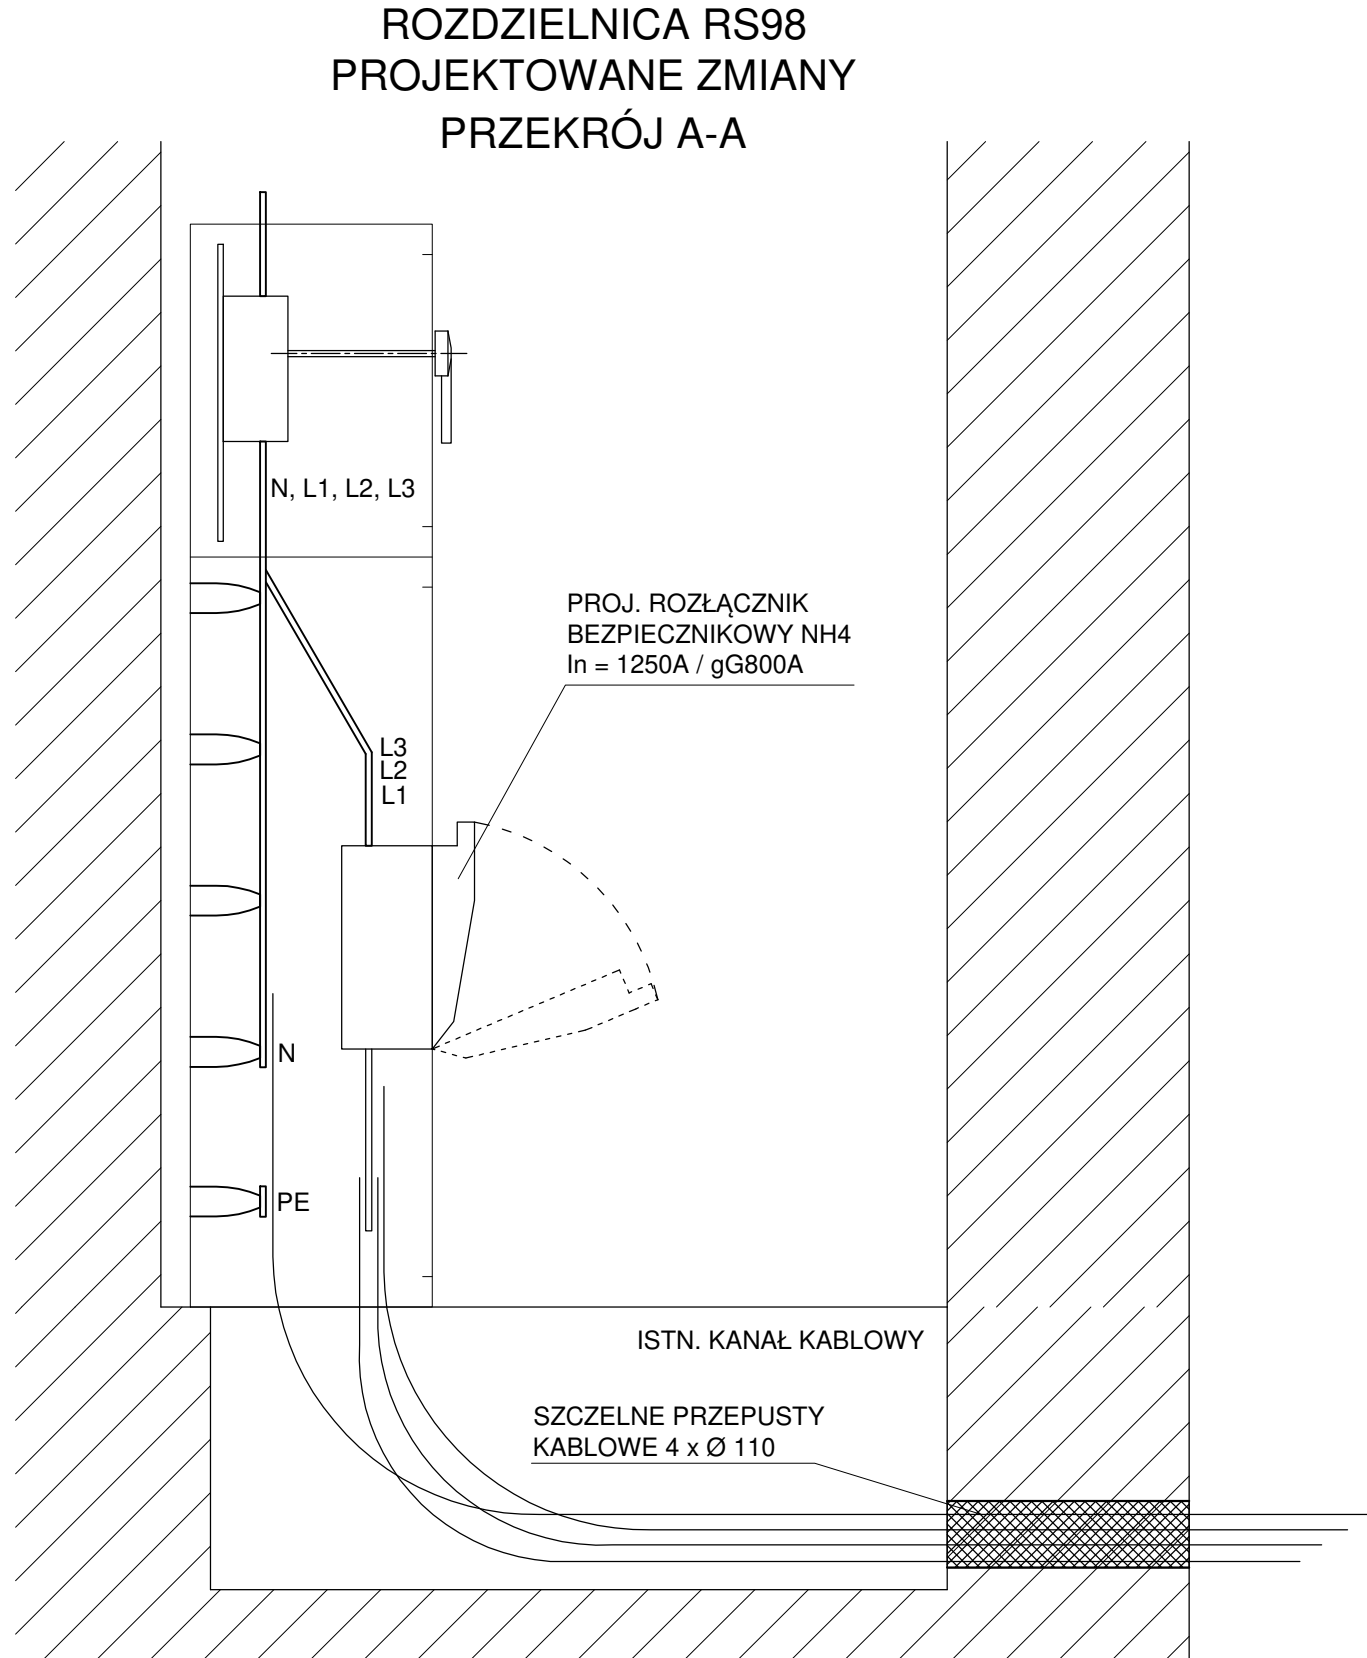 ROZDZIELNICA RS98
PROJEKTOWANE ZMIANY
PRZEKRÓJ A-A
N, L1, L2, L3
PROJ. ROZŁĄCZNIK
BEZPIECZNIKOWY NH4
In = 1250A / gG800A
L3
L2
L1
N
PE
ISTN. KANAŁ KABLOWY
SZCZELNE PRZEPUSTY
KABLOWE 4 x Ø 110